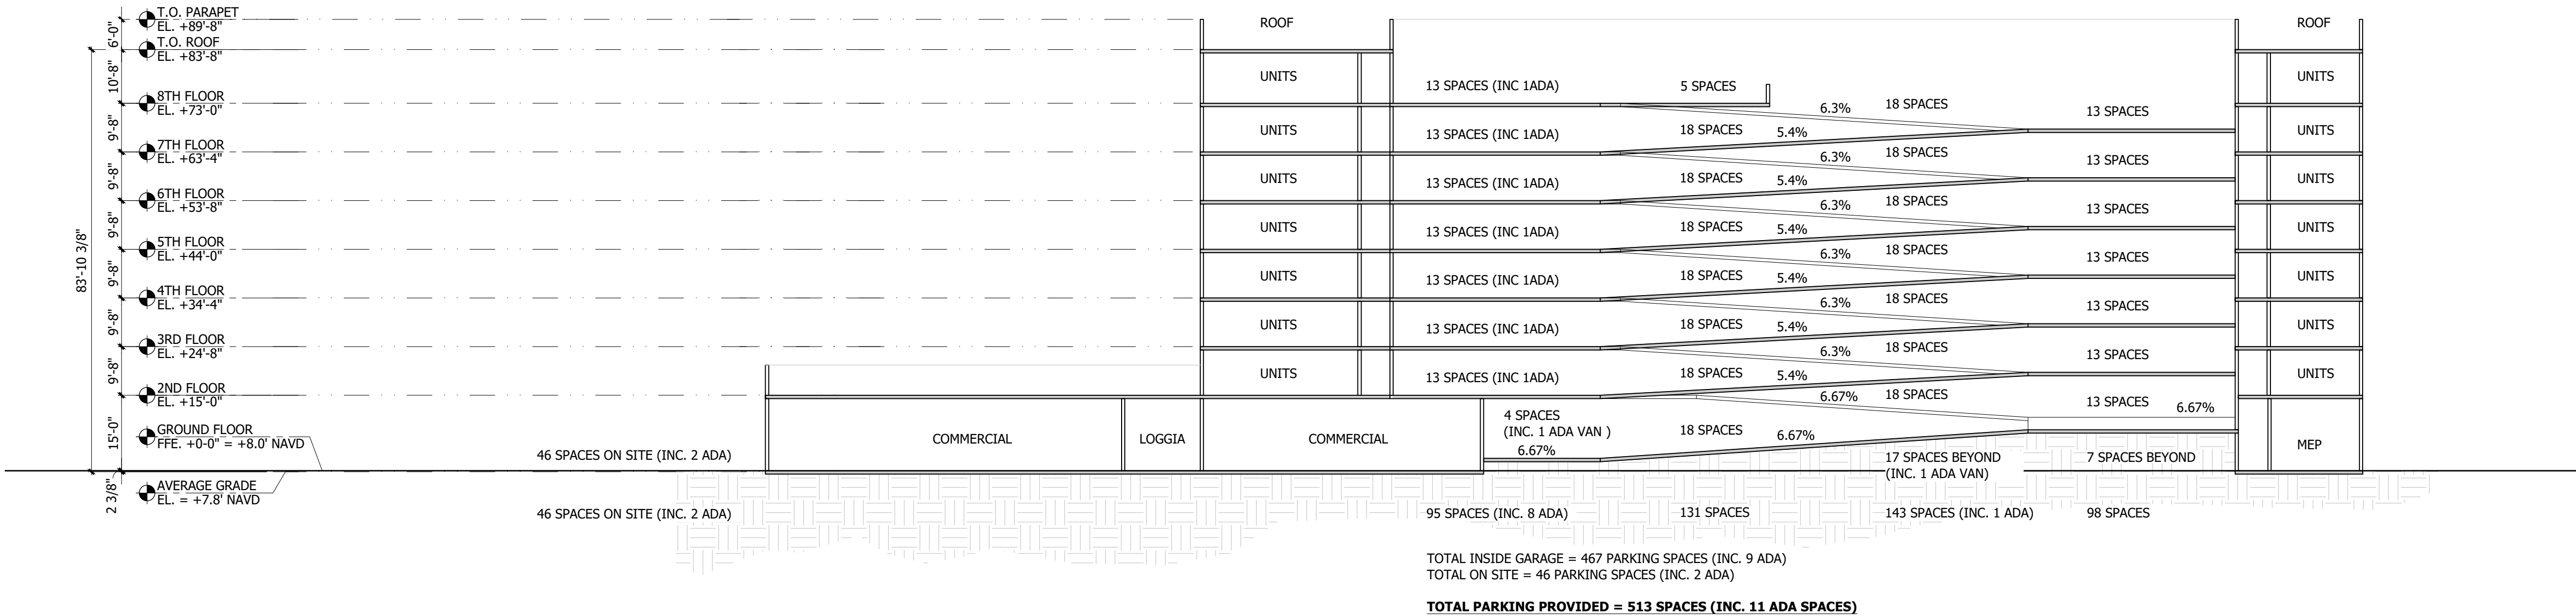 T.O. PARAPET
EL. +89'-8"
6'-0"
T.O. ROOF
EL. +83'-8"
10'-8"
8TH FLOOR
EL. +73'-0"
9'-8"
7TH FLOOR
EL. +63'-4"
9'-8"
6TH FLOOR
EL. +53'-8"
9'-8"
5TH FLOOR
EL. +44'-0"
9'-8"
4TH FLOOR
EL. +34'-4"
9'-8"
3RD FLOOR
EL. +24'-8"
9'-8"
2ND FLOOR
EL. +15'-0"
15'-0"
GROUND FLOOR
FFE. +0-0" = +8.0' NAVD
AVERAGE GRADE
EL. = +7.8' NAVD
2 3/8"
83'-10 3/8"
ROOF
ROOF
UNITS
13 SPACES (INC 1ADA)
5 SPACES
6.3%
18 SPACES
13 SPACES
UNITS
UNITS
13 SPACES (INC 1ADA)
18 SPACES
5.4%
6.3%
18 SPACES
13 SPACES
UNITS
UNITS
13 SPACES (INC 1ADA)
18 SPACES
5.4%
6.3%
18 SPACES
13 SPACES
UNITS
UNITS
13 SPACES (INC 1ADA)
18 SPACES
5.4%
6.3%
18 SPACES
13 SPACES
UNITS
UNITS
13 SPACES (INC 1ADA)
18 SPACES
5.4%
6.3%
18 SPACES
13 SPACES
UNITS
UNITS
13 SPACES (INC 1ADA)
18 SPACES
5.4%
6.3%
18 SPACES
13 SPACES
UNITS
UNITS
13 SPACES (INC 1ADA)
18 SPACES
5.4%
6.67%
18 SPACES
13 SPACES
6.67%
UNITS
46 SPACES ON SITE (INC. 2 ADA)
COMMERCIAL
LOGGIA
COMMERCIAL
4 SPACES
(INC. 1 ADA VAN )
6.67%
18 SPACES
6.67%
17 SPACES BEYOND
(INC. 1 ADA VAN)
7 SPACES BEYOND
MEP
46 SPACES ON SITE (INC. 2 ADA)
95 SPACES (INC. 8 ADA)
131 SPACES
143 SPACES (INC. 1 ADA)
98 SPACES
TOTAL INSIDE GARAGE = 467 PARKING SPACES (INC. 9 ADA)
TOTAL ON SITE = 46 PARKING SPACES (INC. 2 ADA)
TOTAL PARKING PROVIDED = 513 SPACES (INC. 11 ADA SPACES)